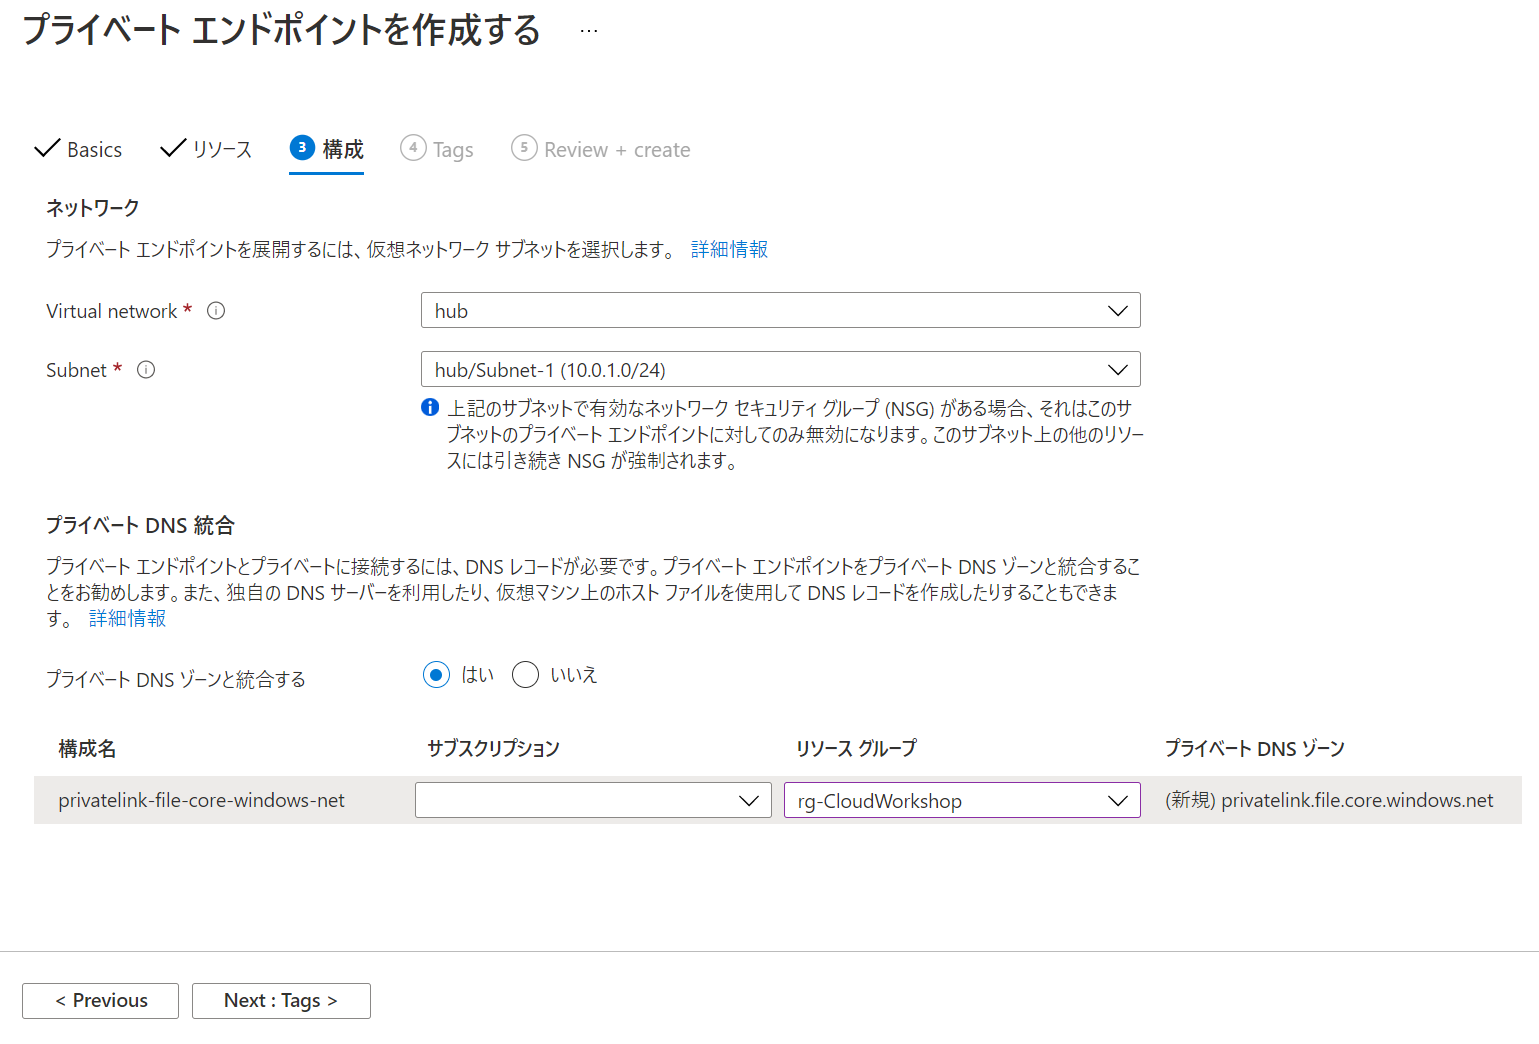 プライベート エンドポイントを作成する ...
Basics リソース 3 構成 4 Tags 5 Review + create
ネットワーク
プライベート エンドポイントを展開するには、仮想ネットワーク サブネットを選択します。 詳細情報
Virtual network * hub
Subnet * hub/Subnet-1 (10.0.1.0/24)
上記のサブネットで有効なネットワーク セキュリティ グループ (NSG) がある場合、それはこのサ
ブネットのプライベート エンドポイントに対してのみ無効になります。このサブネット上の他のリソー
スには引き続き NSG が強制されます。
プライベート DNS 統合
プライベート エンドポイントとプライベートに接続するには、DNS レコードが必要です。プライベート エンドポイントをプライベート DNS ゾーンと統合するこ
とをお勧めします。また、独自の DNS サーバーを利用したり、仮想マシン上のホスト ファイルを使用して DNS レコードを作成したりすることもできま
す。 詳細情報
プライベート DNS ゾーンと統合する はい いいえ
構成名 サブスクリプション リソース グループ プライベート DNS ゾーン
privatelink-file-core-windows-net rg-CloudWorkshop (新規) privatelink.file.core.windows.net
< Previous Next : Tags >